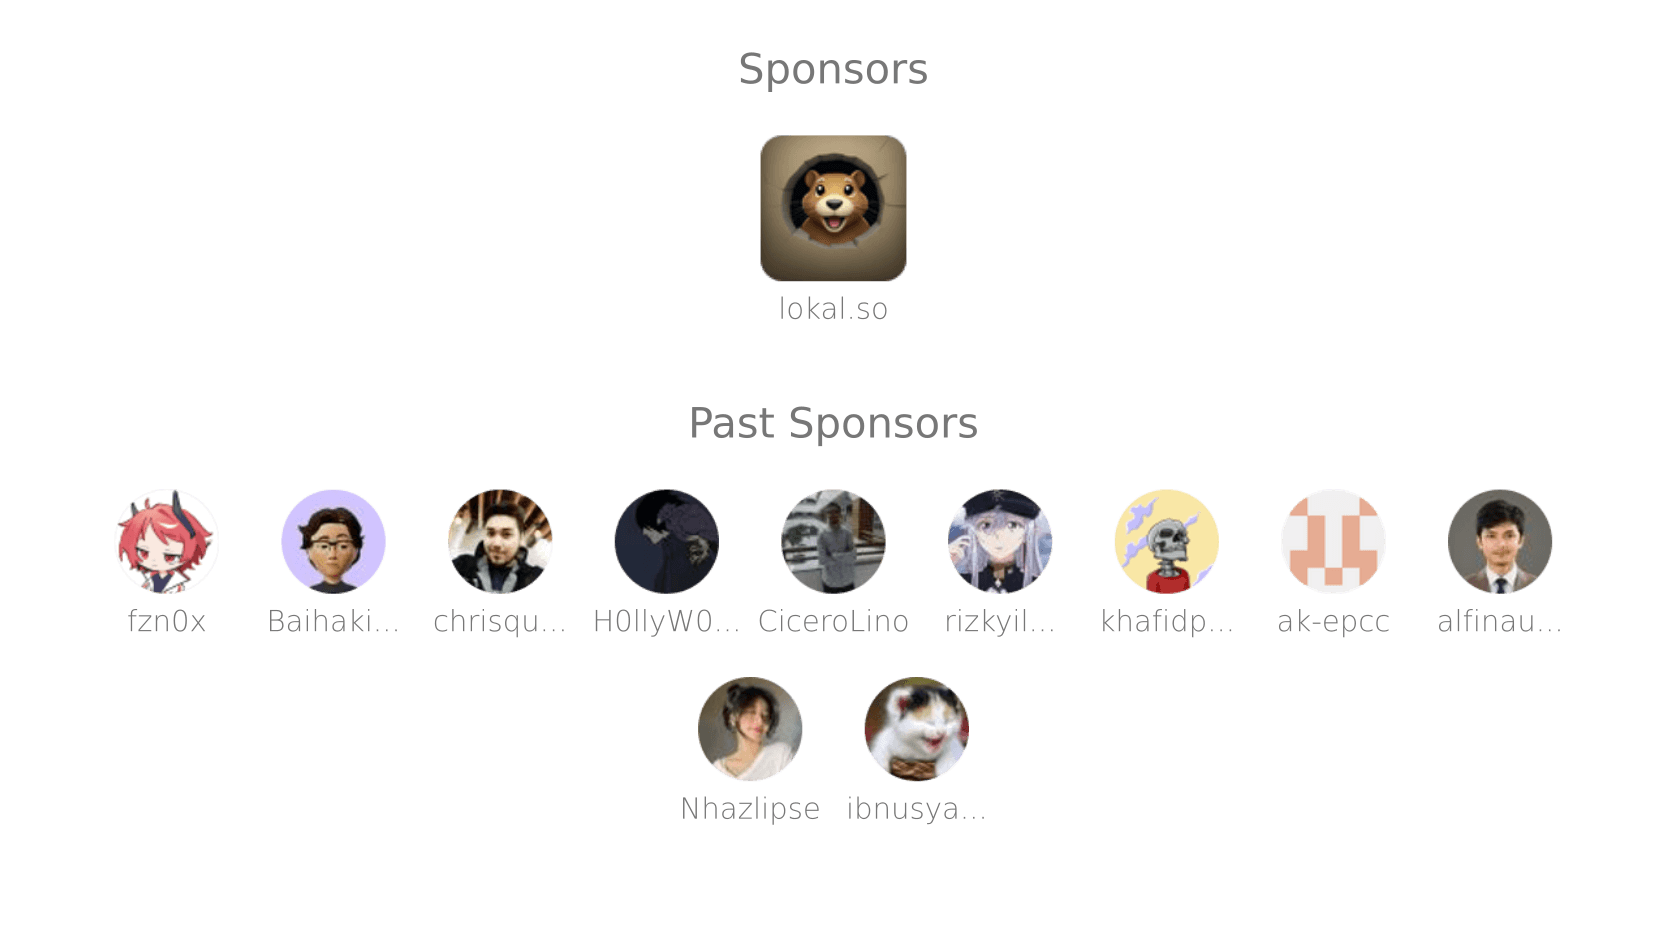 Sponsors
lokal.so
Past Sponsors
fzn0x Baihaki... chrisqu... H0llyW0... CiceroLino rizkyil... khafidp... ak-epcc alfinau...
Nhazlipse ibnusya...